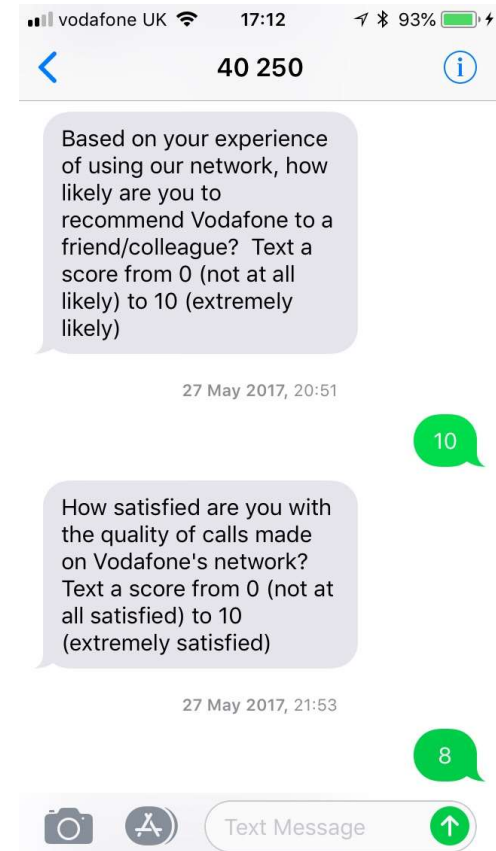 vodafone UK 17:12 93%
40 250
Based on your experience
of using our network, how
likely are you to
recommend Vodafone to a
friend/colleague? Text a
score from 0 (not at all
likely) to 10 (extremely
likely)
27 May 2017, 20:51
10
How satisfied are you with
the quality of calls made
on Vodafone's network?
Text a score from 0 (not at
all satisfied) to 10
(extremely satisfied)
27 May 2017, 21:53
8
Text Message